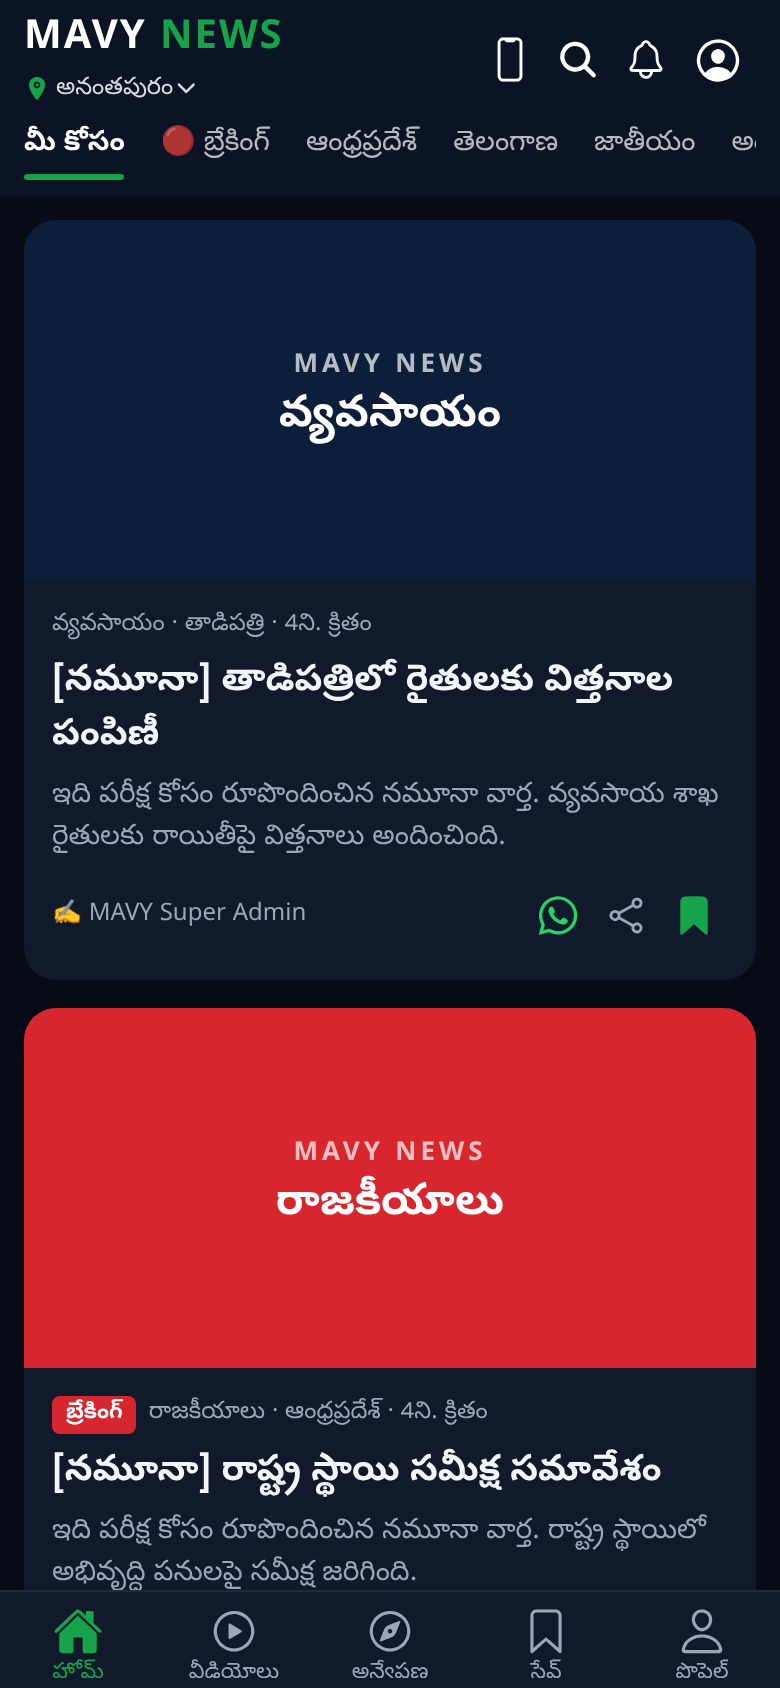 MAVY NEWS
అనంతపురం
మీ కోసం బ్రేకింగ్ ఆంధ్రప్రదేశ్ తెలంగాణ జాతీయం
MAVY NEWS
వ్యవసాయం
వ్యవసాయం · తాడిపత్రి · 4ని. క్రితం
[నమూనా] తాడిపత్రిలో రైతులకు విత్తనాల
పంపిణీ
ఇది పరీక్ష కోసం రూపొందించిన నమూనా వార్త. వ్యవసాయ శాఖ
రైతులకు రాయితీపై విత్తనాలు అందించింది.
✍️ MAVY Super Admin
MAVY NEWS
రాజకీయాలు
బ్రేకింగ్ రాజకీయాలు · ఆంధ్రప్రదేశ్ · 4ని. క్రితం
[నమూనా] రాష్ట్ర స్థాయి సమీక్ష సమావేశం
ఇది పరీక్ష కోసం రూపొందించిన నమూనా వార్త. రాష్ట్ర స్థాయిలో
అభివృద్ధి పనులపై సమీక్ష జరిగింది.
హోమ్ వీడియోలు అన్వేషణ సేవ్